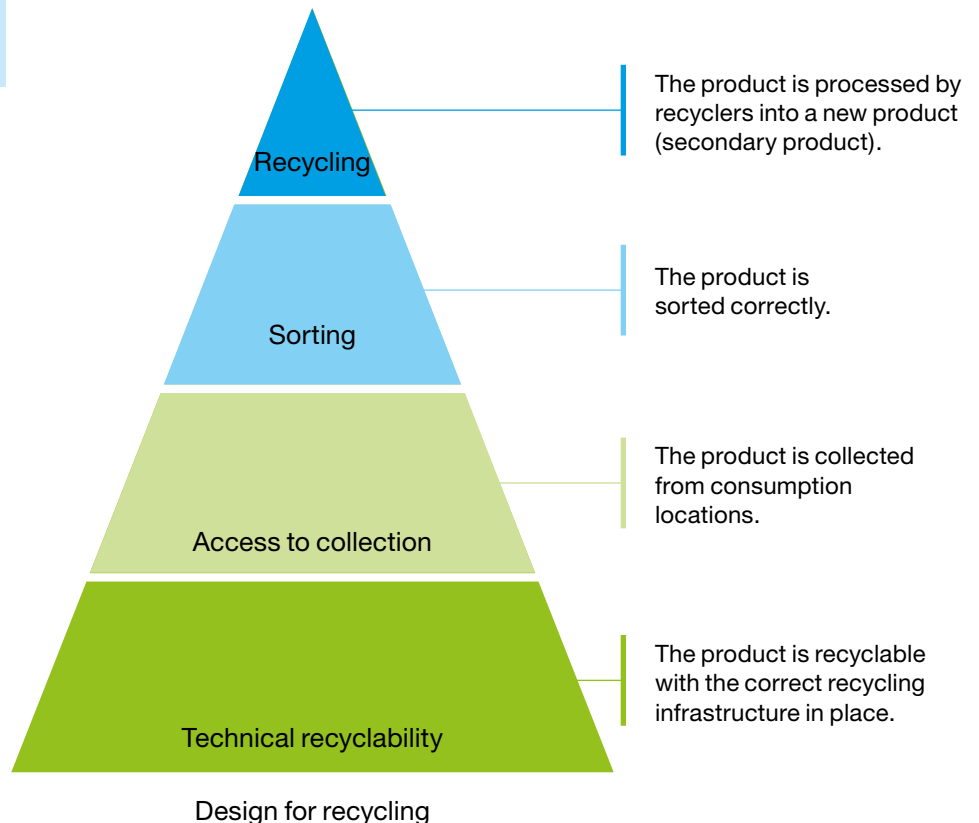 The product is processed by
recyclers into a new product
(secondary product).
Recycling
The product is
sorted correctly.
Sorting
The product is collected
from consumption
locations.
Access to collection
The product is recyclable
with the correct recycling
infrastructure in place.
Technical recyclability
Design for recycling